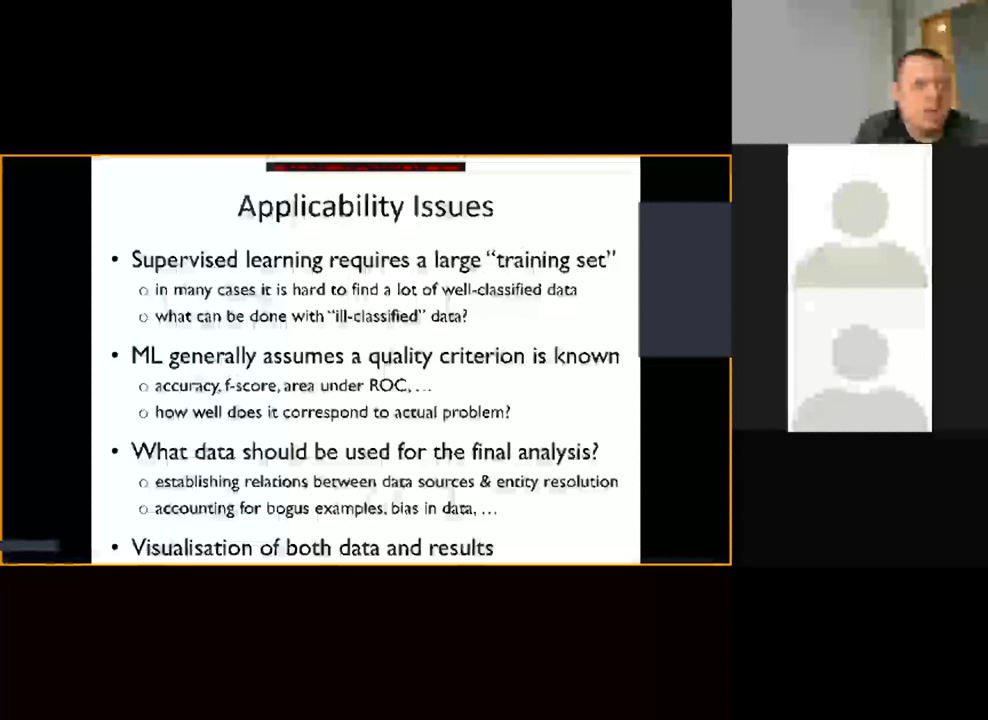 Applicability Issues
• Supervised learning requires a large “training set”
○ in many cases it is hard to find a lot of well-classified data
○ what can be done with “ill-classified” data?
• ML generally assumes a quality criterion is known
○ accuracy, f-score, area under ROC, …
○ how well does it correspond to actual problem?
• What data should be used for the final analysis?
○ establishing relations between data sources & entity resolution
○ accounting for bogus examples, bias in data, …
• Visualisation of both data and results